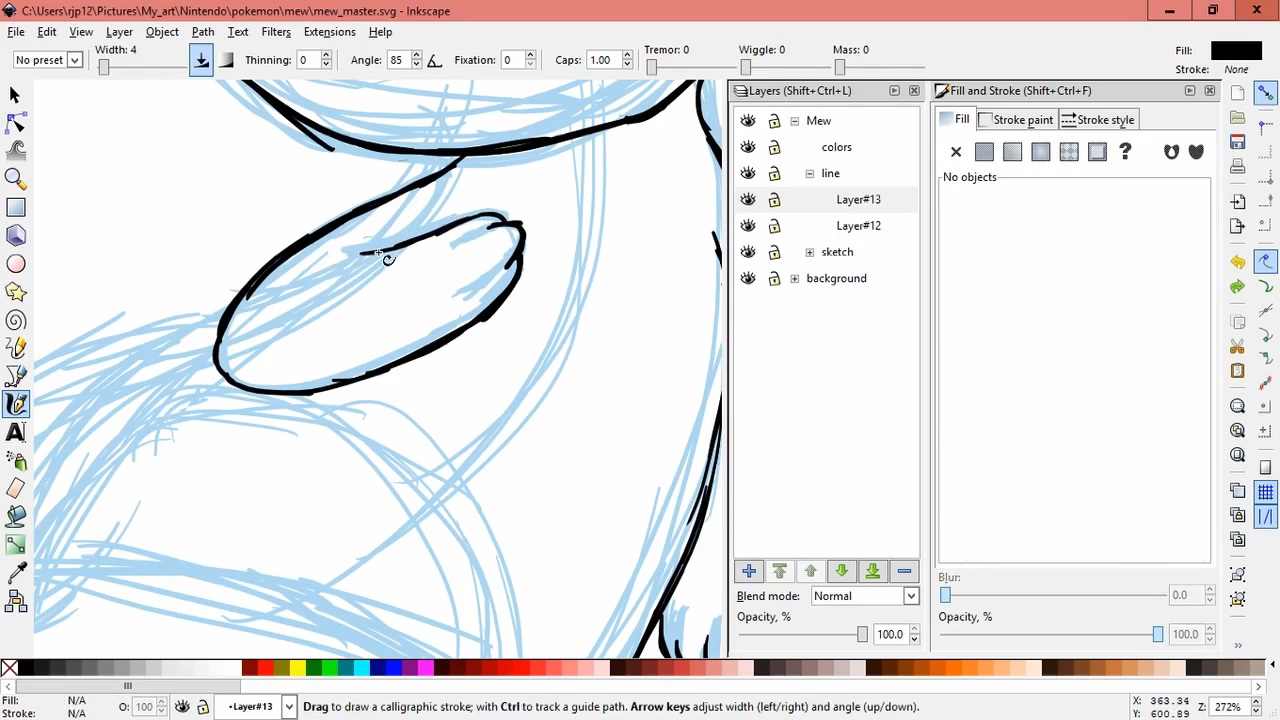 C:\Users\rjp12\Pictures\My_art\Nintendo\pokemon\mew\mew_master.svg - Inkscape
File Edit View Layer Object Path Text Filters Extensions Help
No preset Width: 4 Thinning: 0 Angle: 85 Fixation: 0 Caps: 1.00 Tremor: 0 Wiggle: 0 Mass: 0 Fill: Stroke: None
Layers (Shift+Ctrl+L)
Mew
colors
line
Layer#13
Layer#12
sketch
background
Blend mode: Normal
Opacity, %
100.0
Fill and Stroke (Shift+Ctrl+F)
Fill Stroke paint Stroke style
?
No objects
Blur:
0.0
Opacity, %
100.0
Fill: N/A
Stroke: N/A
O: 100
•Layer#13
Drag to draw a calligraphic stroke; with Ctrl to track a guide path. Arrow keys adjust width (left/right) and angle (up/down).
X: 363.34
Y: 600.89
Z: 272%